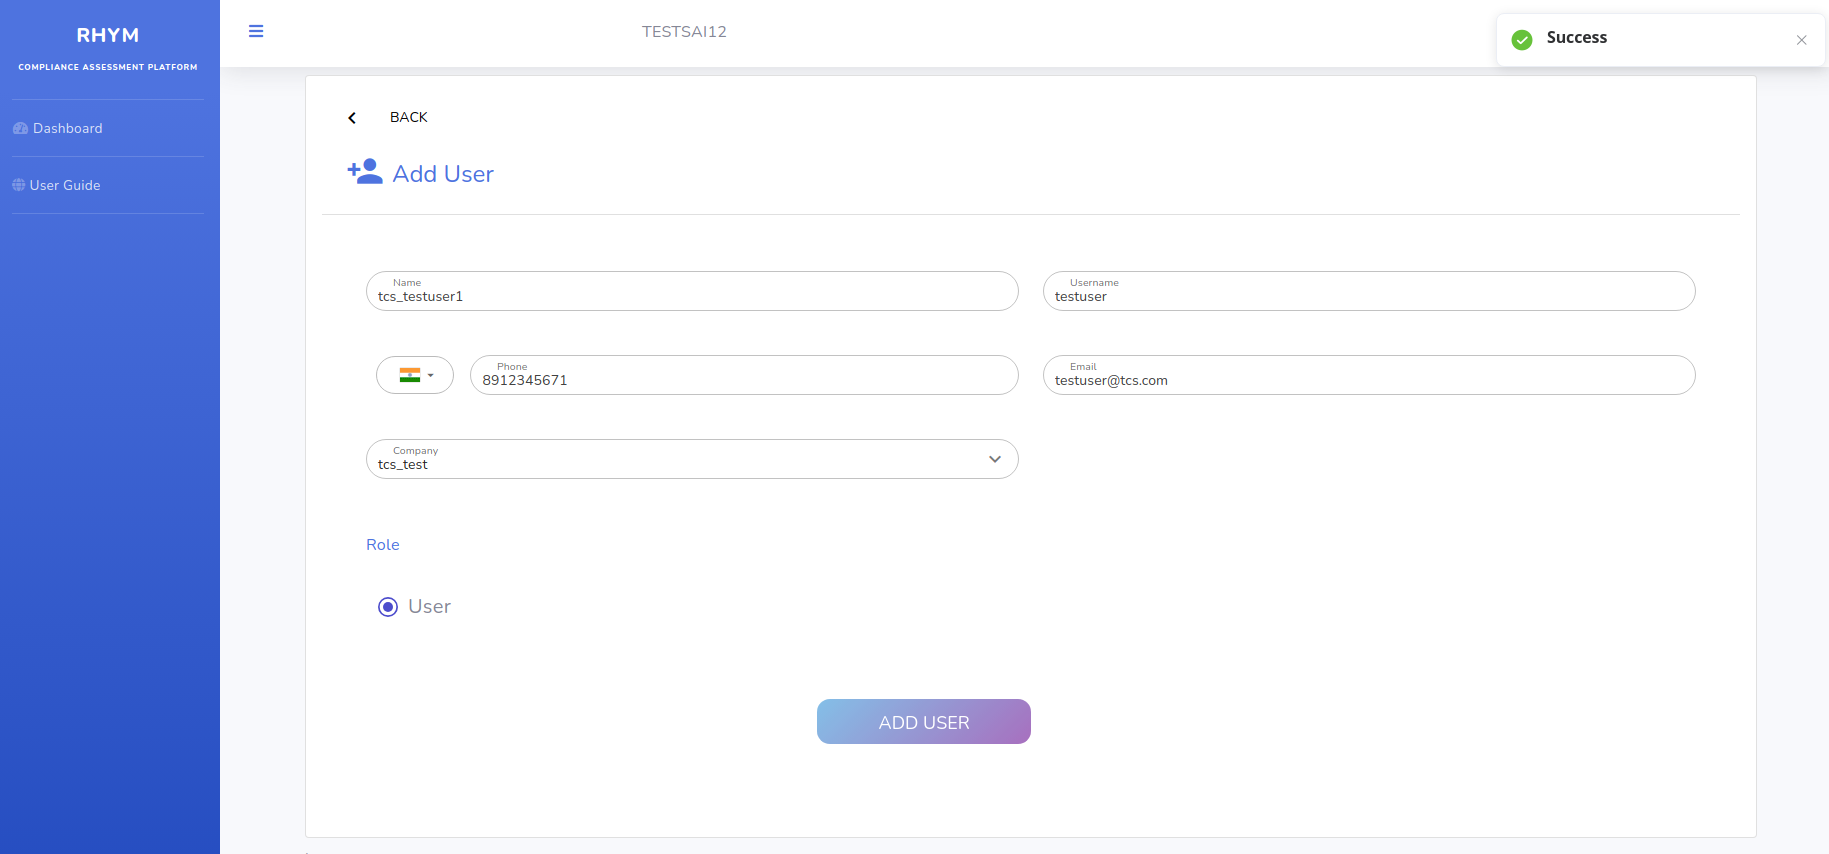 RHYM
COMPLIANCE ASSESSMENT PLATFORM
Dashboard
User Guide
TESTSAI12
Success
BACK
Add User
Name
tcs_testuser1
Username
testuser
Phone
8912345671
Email
testuser@tcs.com
Company
tcs_test
Role
User
ADD USER